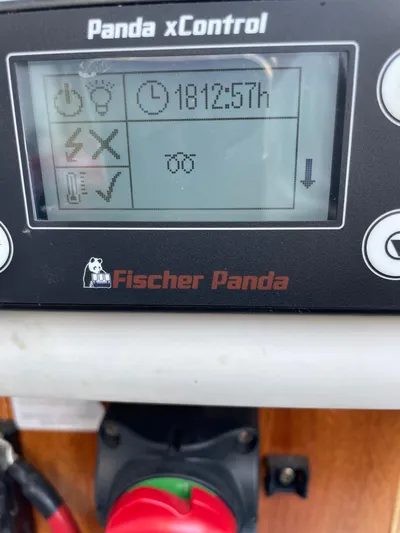 Panda xControl
1812:57h
Fischer Panda